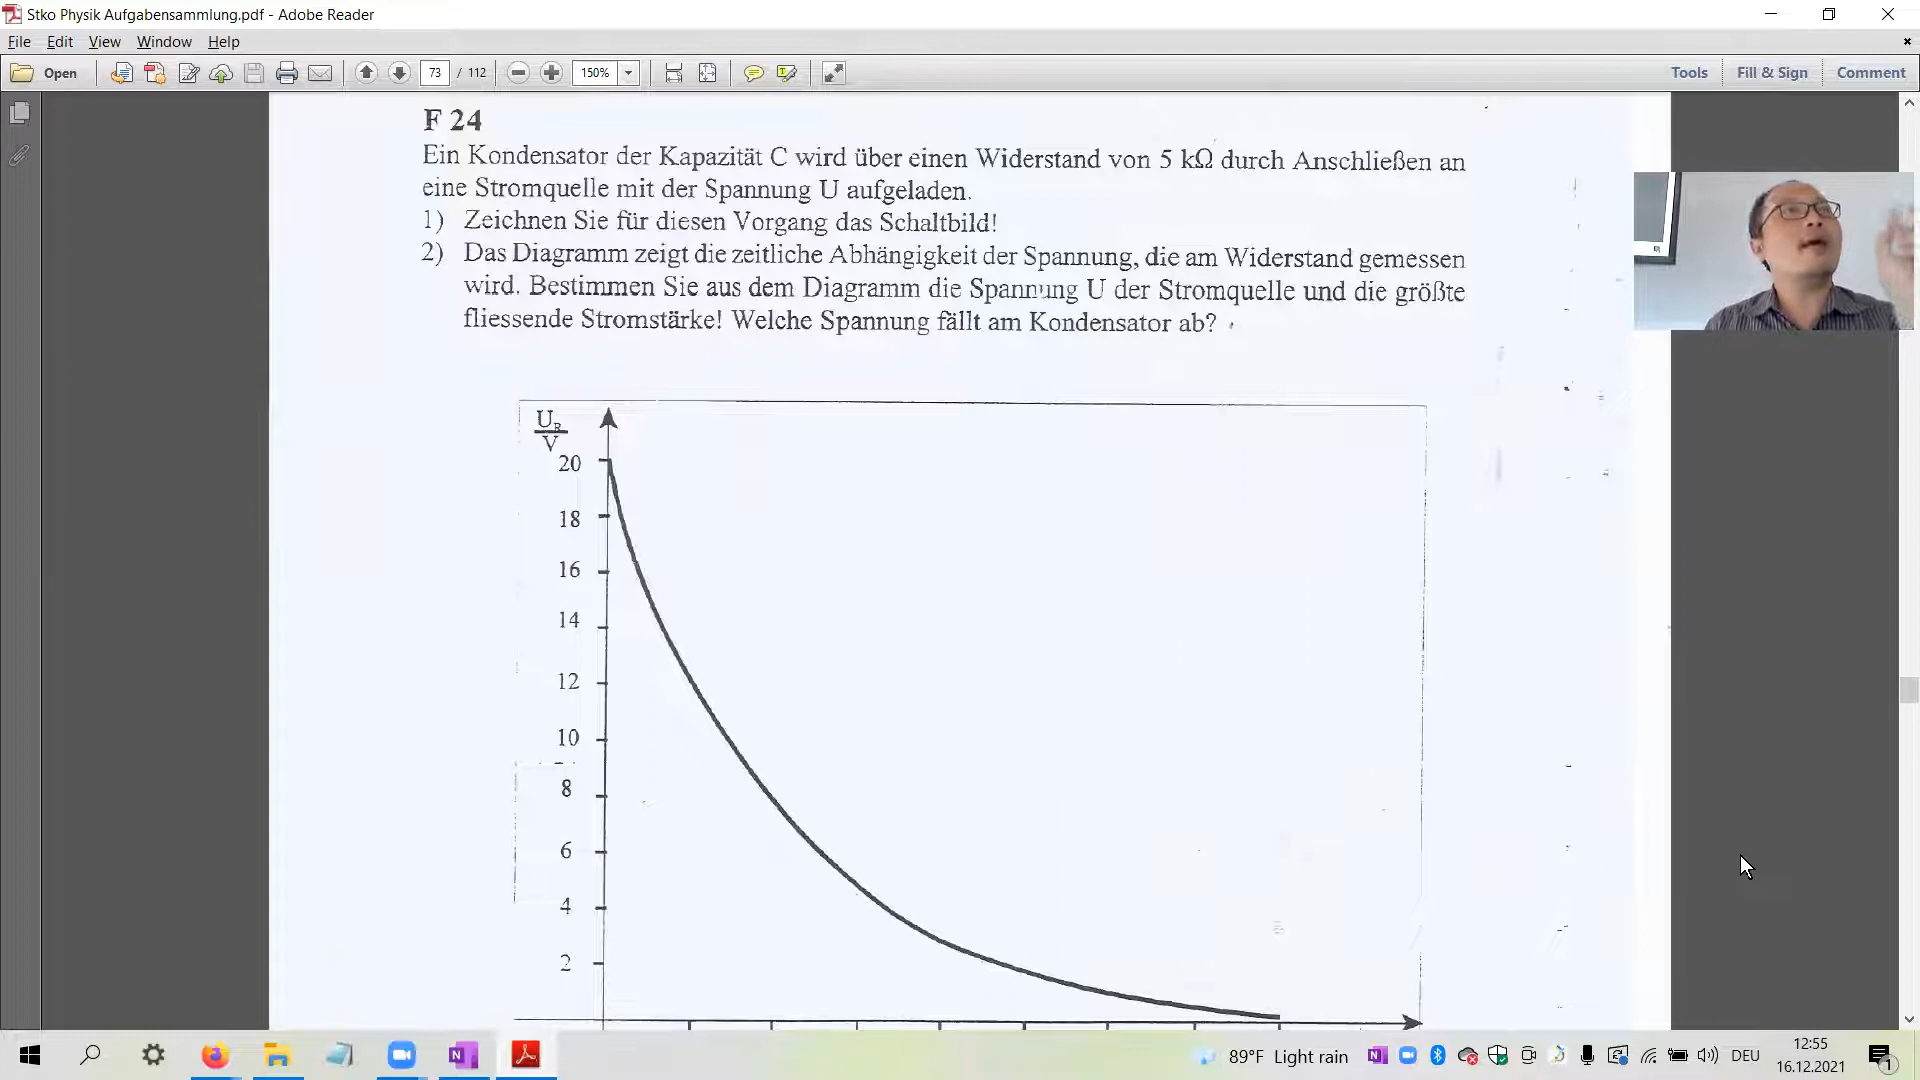 Stko Physik Aufgabensammlung.pdf - Adobe Reader
File Edit View Window Help
Open 73 / 112 150% Tools Fill & Sign Comment
F 24
Ein Kondensator der Kapazität C wird über einen Widerstand von 5 kΩ durch Anschließen an
eine Stromquelle mit der Spannung U aufgeladen.
1) Zeichnen Sie für diesen Vorgang das Schaltbild!
2) Das Diagramm zeigt die zeitliche Abhängigkeit der Spannung, die am Widerstand gemessen
wird. Bestimmen Sie aus dem Diagramm die Spannung U der Stromquelle und die größte
fliessende Stromstärke! Welche Spannung fällt am Kondensator ab?
U_R
V
20
18
16
14
12
10
8
6
4
2
89°F Light rain DEU 12:55
16.12.2021
1